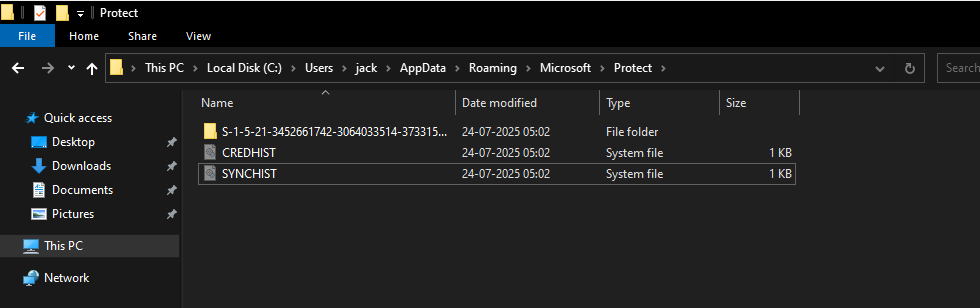 Protect
File Home Share View
This PC Local Disk (C:) Users jack AppData Roaming Microsoft Protect Search
Name Date modified Type Size
Quick access
Desktop
Downloads
Documents
Pictures
This PC
Network
S-1-5-21-3452661742-3064033514-373315... 24-07-2025 05:02 File folder
CREDHIST 24-07-2025 05:02 System file 1 KB
SYNCHIST 24-07-2025 05:02 System file 1 KB